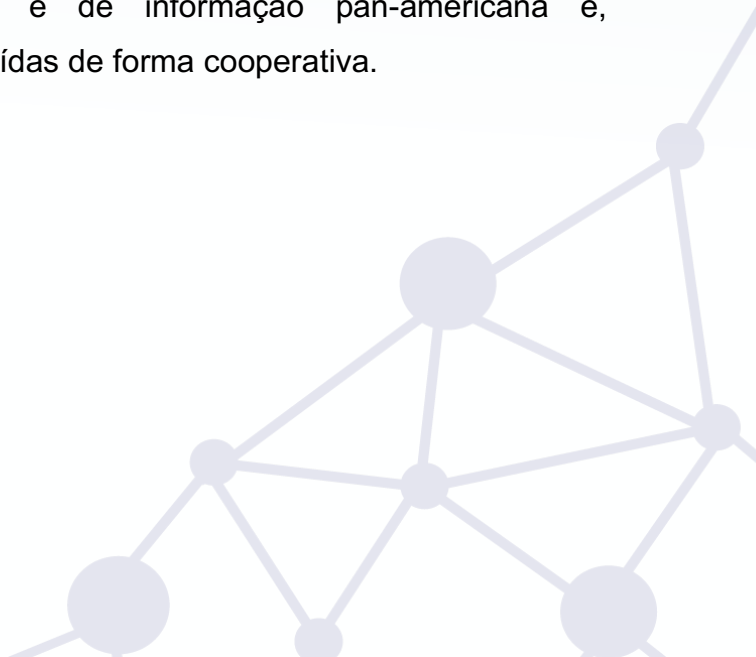 e de informação pan-americana e,
ídas de forma cooperativa.